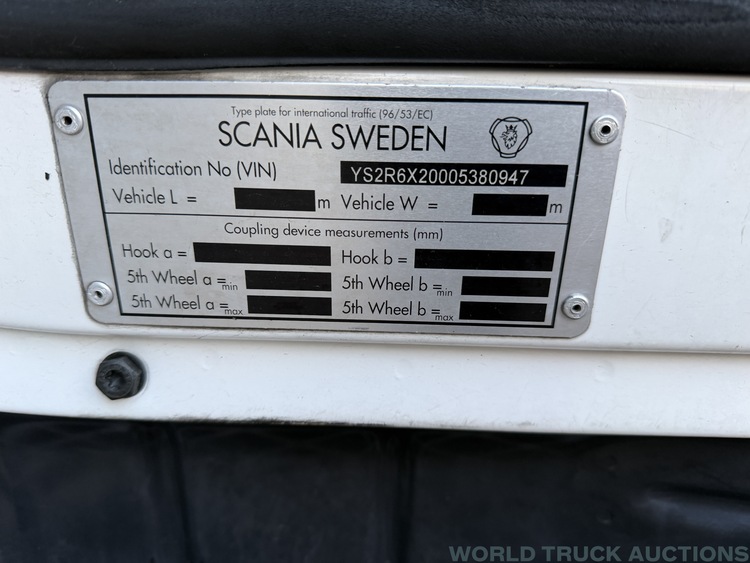 Type plate for international traffic (96/53/EC)
SCANIA SWEDEN
Identification No (VIN) YS2R6X20005380947
Vehicle L = m Vehicle W = m
Coupling device measurements (mm)
Hook a = Hook b =
5th Wheel a =min 5th Wheel b =min
5th Wheel a =max 5th Wheel b =max
WORLD TRUCK AUCTIONS